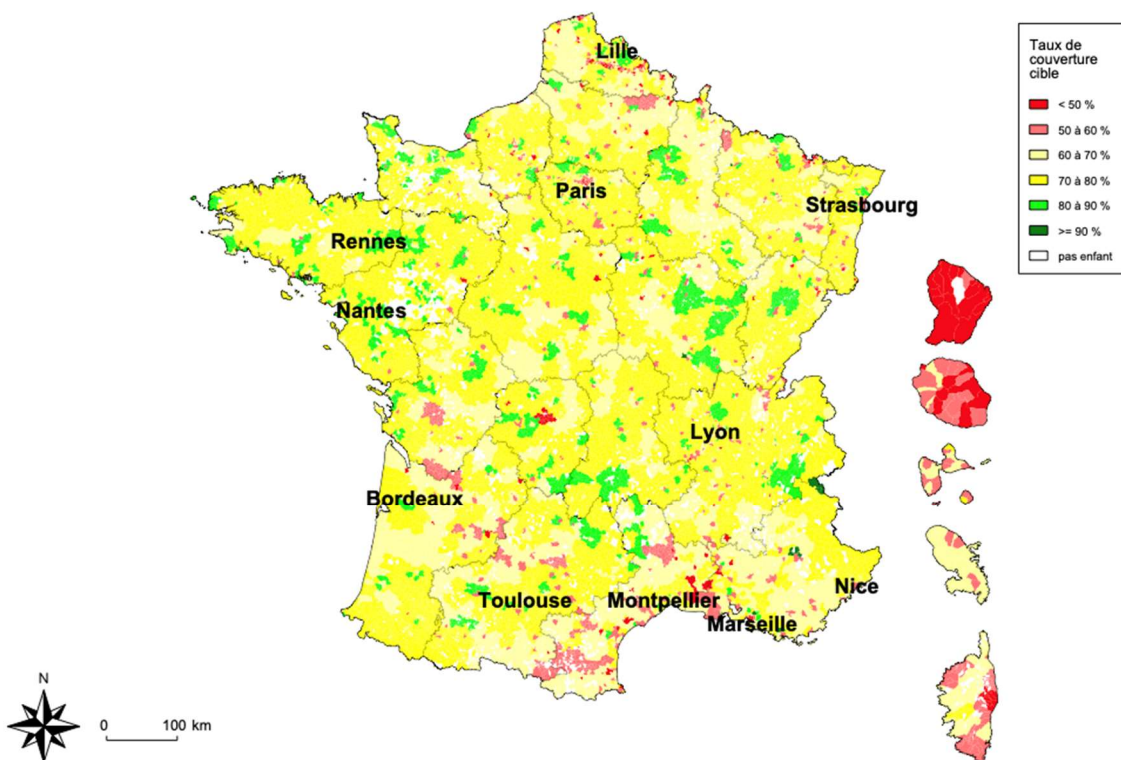 Lille
Taux de
couverture
cible
< 50 %
50 à 60 %
60 à 70 %
70 à 80 %
80 à 90 %
>= 90 %
pas enfant
Paris
Strasbourg
Rennes
Nantes
Lyon
Bordeaux
Nice
Toulouse
Montpellier
Marseille
N
0 100 km